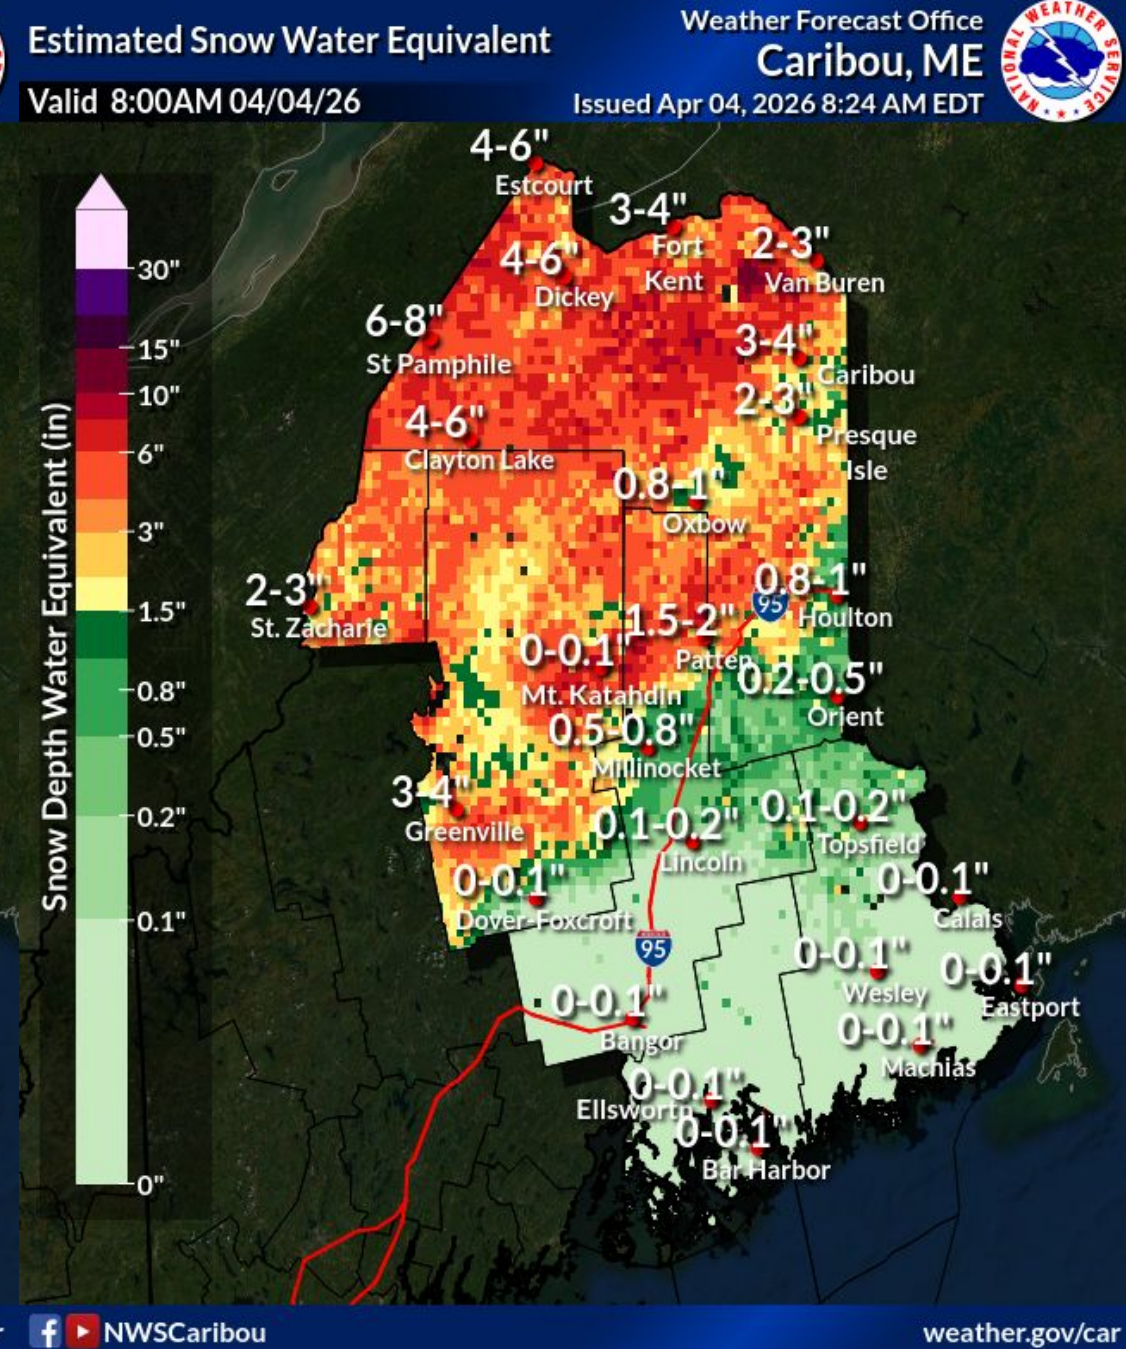 Estimated Snow Water Equivalent
Valid 8:00AM 04/04/26
Weather Forecast Office
Caribou, ME
Issued Apr 04, 2026 8:24 AM EDT
NATIONAL WEATHER SERVICE
Snow Depth Water Equivalent (in)
30"
15"
10"
6"
3"
1.5"
0.8"
0.5"
0.2"
0.1"
0"
4-6"
Estcourt
3-4"
Fort
Kent
2-3"
Van Buren
4-6"
Dickey
6-8"
St Pamphile
3-4"
Caribou
2-3"
Presque
Isle
4-6"
Clayton Lake
0.8-1"
Oxbow
2-3"
St. Zacharie
0.8-1"
95
Houlton
1.5-2"
Patten
0-0.1"
Mt. Katahdin
0.2-0.5"
Orient
0.5-0.8"
Millinocket
3-4"
Greenville
0.1-0.2"
Lincoln
0.1-0.2"
Topsfield
0-0.1"
Dover-Foxcroft
0-0.1"
Calais
95
0-0.1"
Wesley
0-0.1"
Eastport
0-0.1"
Bangor
0-0.1"
Machias
0-0.1"
Ellsworth
0-0.1"
Bar Harbor
NWSCaribou
weather.gov/car